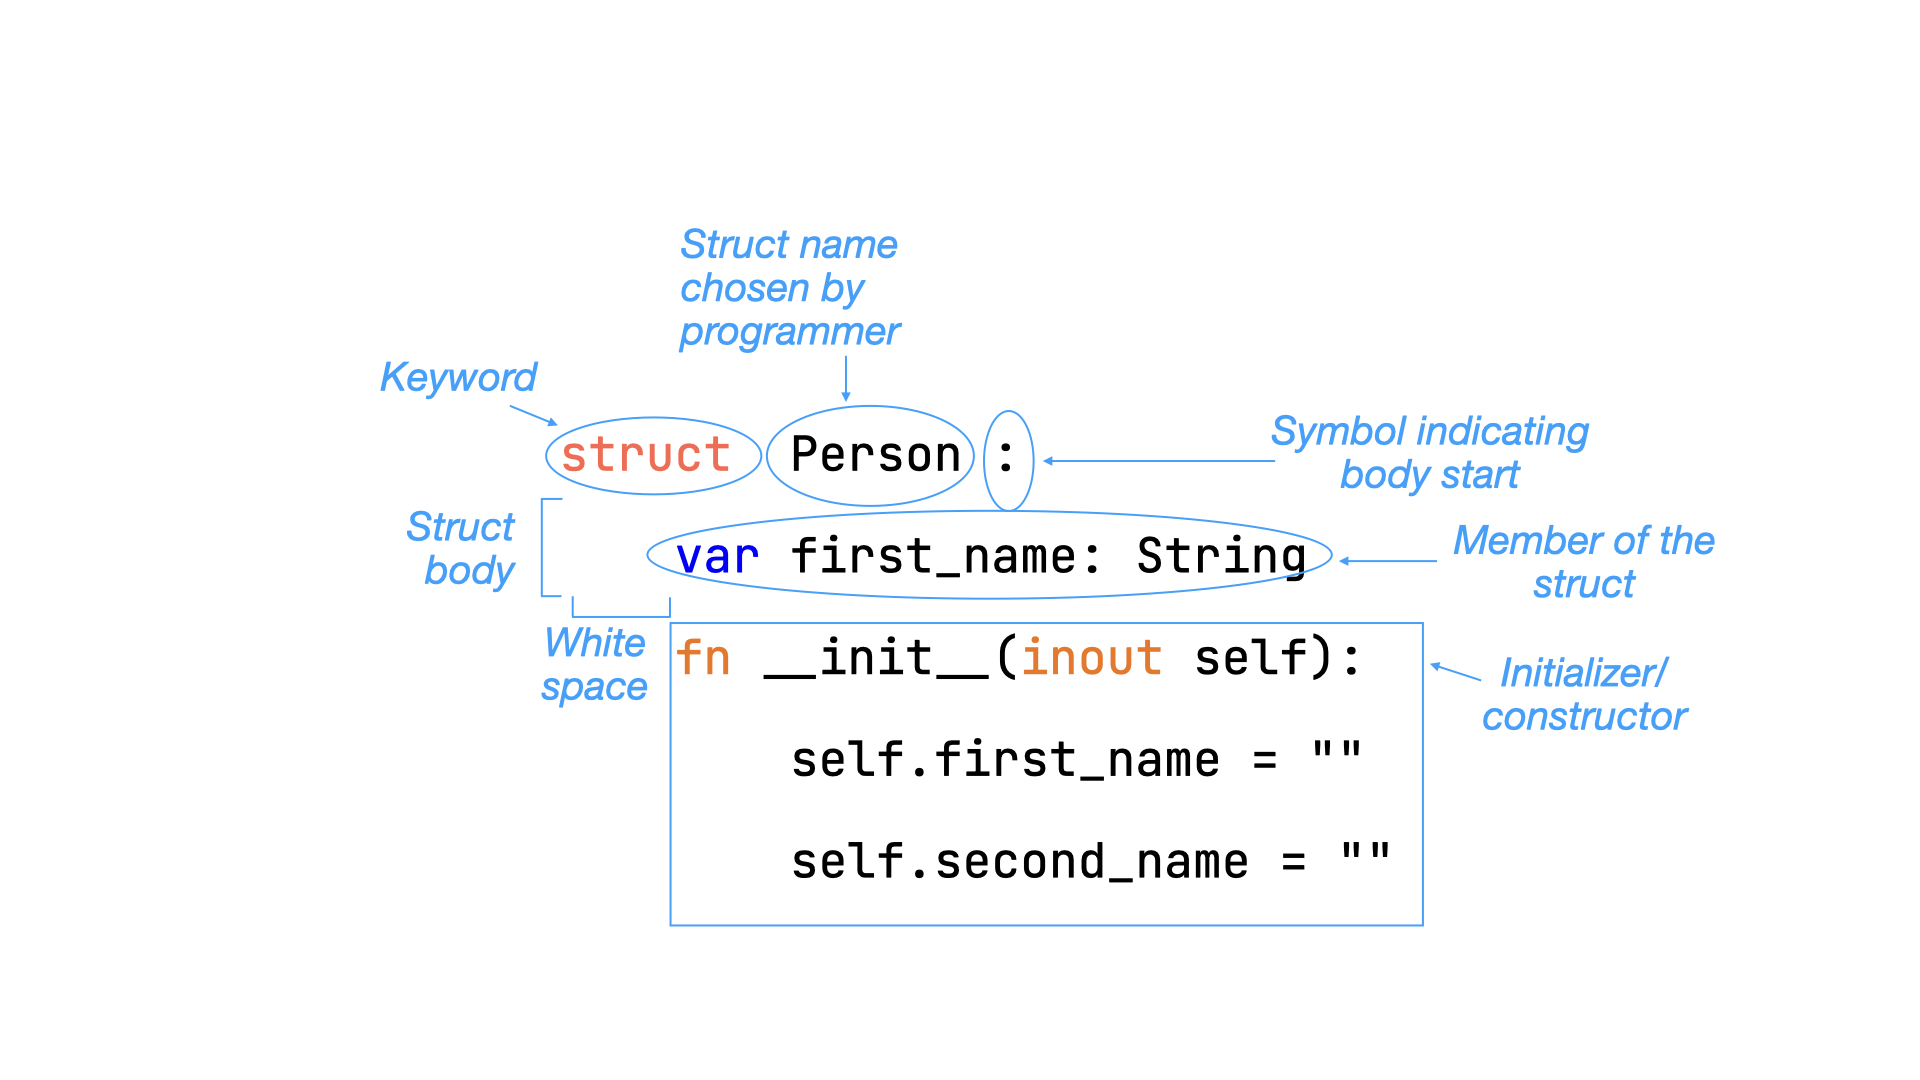 Struct name
chosen by
programmer
Keyword
struct Person :
Symbol indicating
body start
Struct
body
var first_name: String
Member of the
struct
White
space
fn __init__(inout self):
Initializer/
constructor
self.first_name = ""
self.second_name = ""